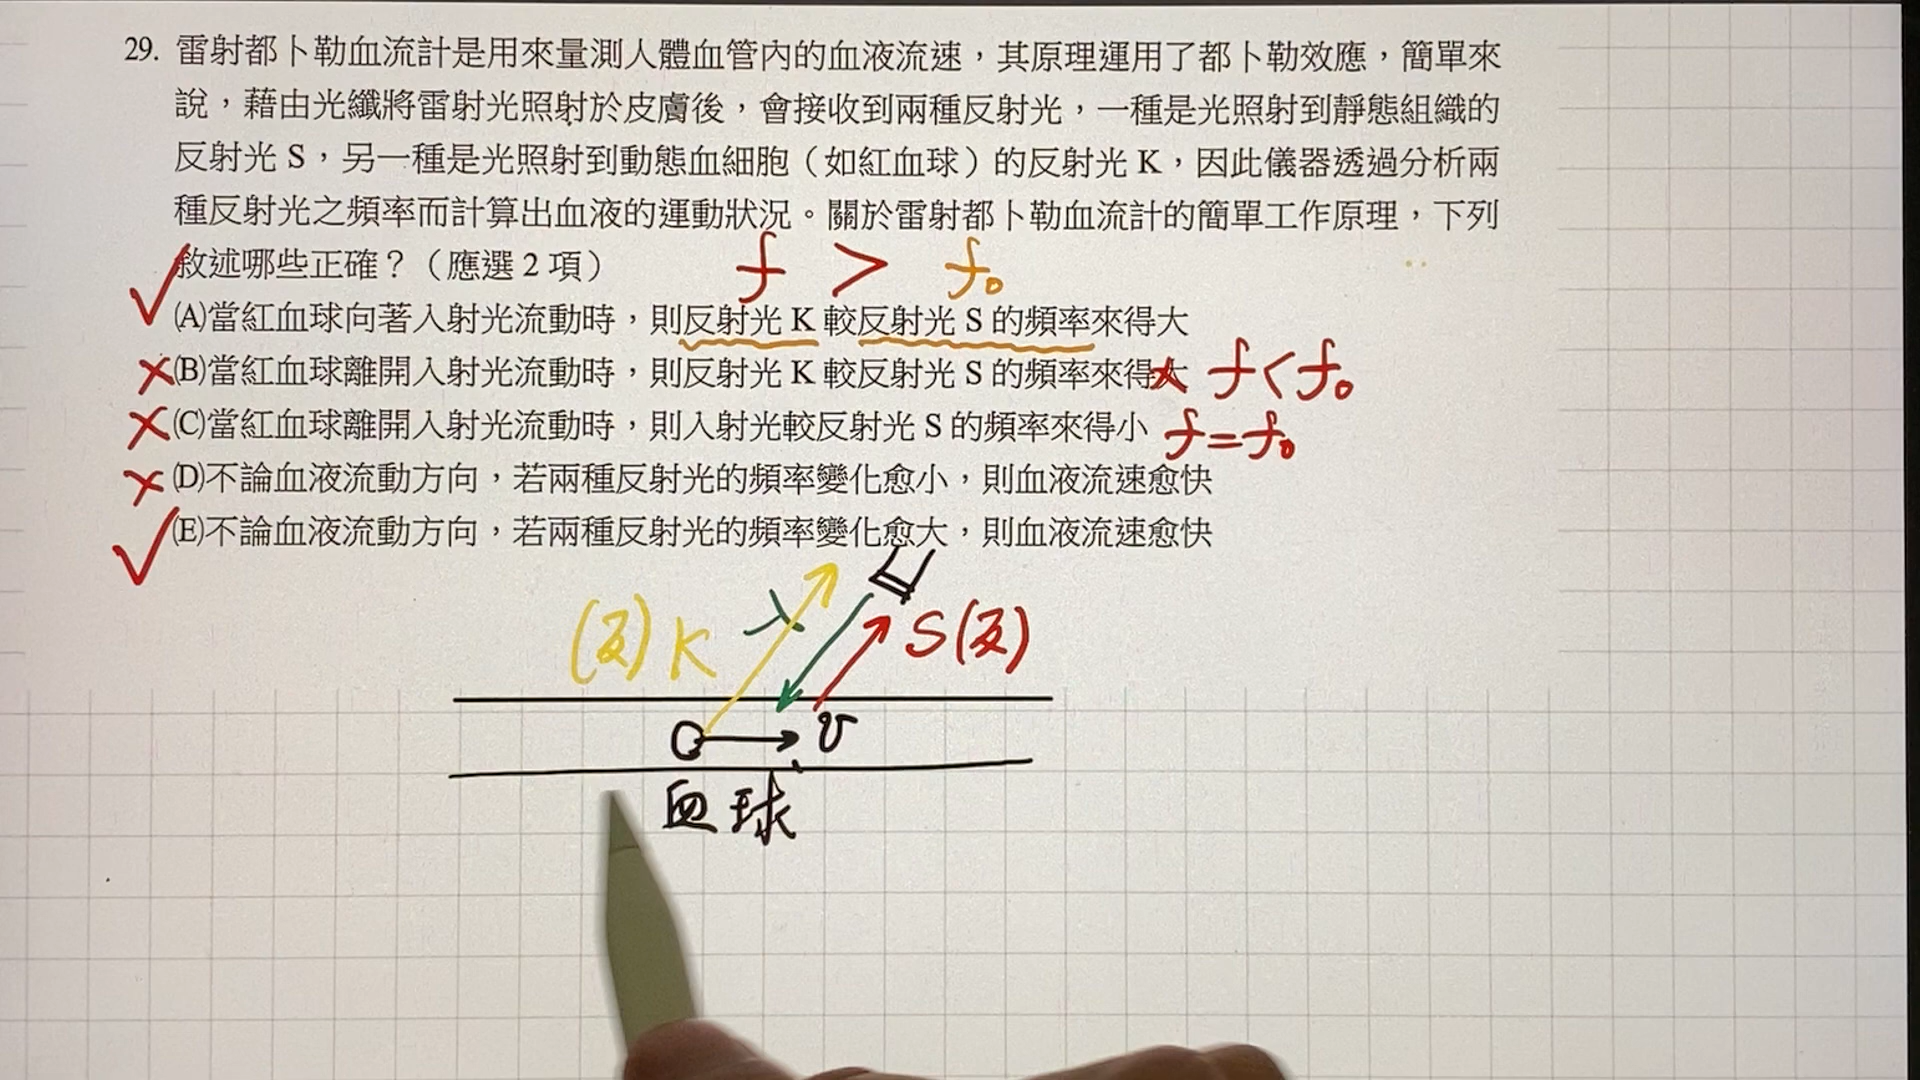 29. 雷射都卜勒血流計是用來量測人體血管內的血液流速，其原理運用了都卜勒效應，簡單來
說，藉由光纖將雷射光照射於皮膚後，會接收到兩種反射光，一種是光照射到靜態組織的
反射光 S，另一種是光照射到動態血細胞（如紅血球）的反射光 K，因此儀器透過分析兩
種反射光之頻率而計算出血液的運動狀況。關於雷射都卜勒血流計的簡單工作原理，下列
敘述哪些正確？（應選 2 項）
f > f₀
(A)當紅血球向著入射光流動時，則反射光 K 較反射光 S 的頻率來得大
(B)當紅血球離開入射光流動時，則反射光 K 較反射光 S 的頻率來得大 f<f₀
(C)當紅血球離開入射光流動時，則入射光較反射光 S 的頻率來得小 f=f₀
(D)不論血液流動方向，若兩種反射光的頻率變化愈小，則血液流速愈快
(E)不論血液流動方向，若兩種反射光的頻率變化愈大，則血液流速愈快
(反) K 入 S(反)
v
血球